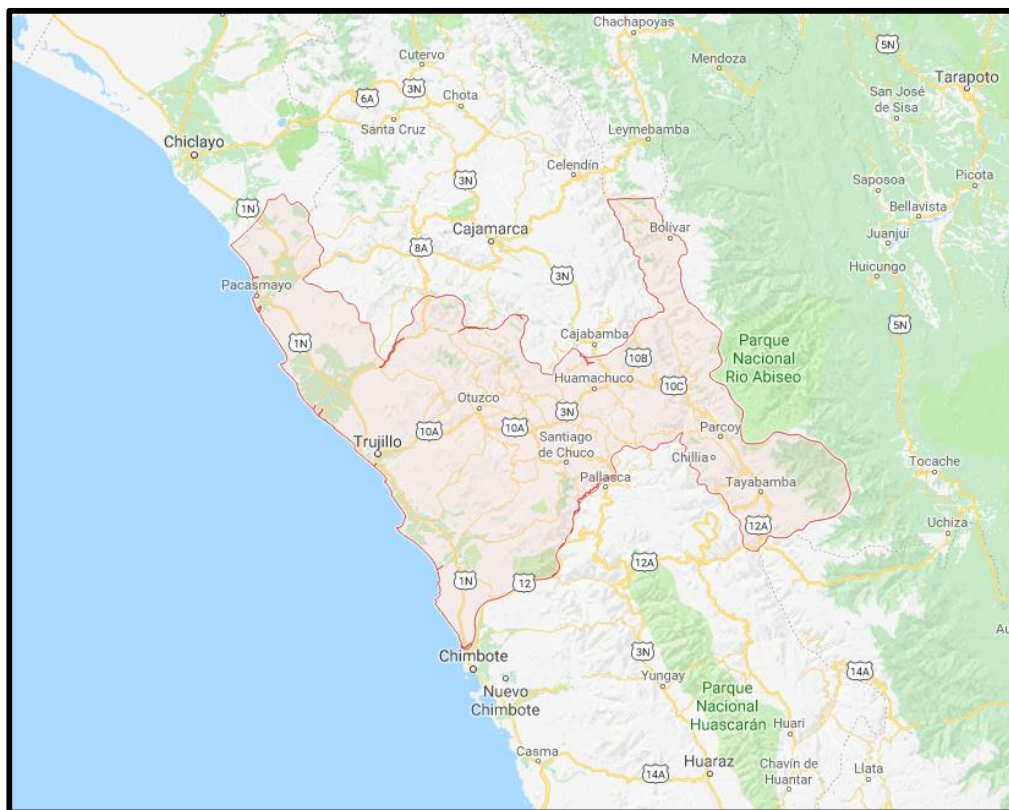 Chachapoyas
5N
Cutervo
Mendoza
Tarapoto
3N
6A
Chota
San José
de Sisa
Santa Cruz
Leymebamba
Chiclayo
Celendín
3N
Saposoa
Picota
1N
Bellavista
Cajamarca
Bolívar
Juanjui
8A
3N
Huicungo
Pacasmayo
5N
1N
Cajabamba
Parque
Nacional
Rio Abiseo
10B
Huamachuco
10C
Otuzco
3N
10A
10A
Parcoy
Trujillo
Santiago
de Chuco
Chillia
Tocache
Pallasca
Tayabamba
12A
Uchiza
1N
12
12A
Au
Chimbote
3N
14A
Nuevo
Chimbote
Yungay
Parque
Nacional
Huascarán
Huari
Casma
14A
Huaraz
Chavín de
Huantar
Llata